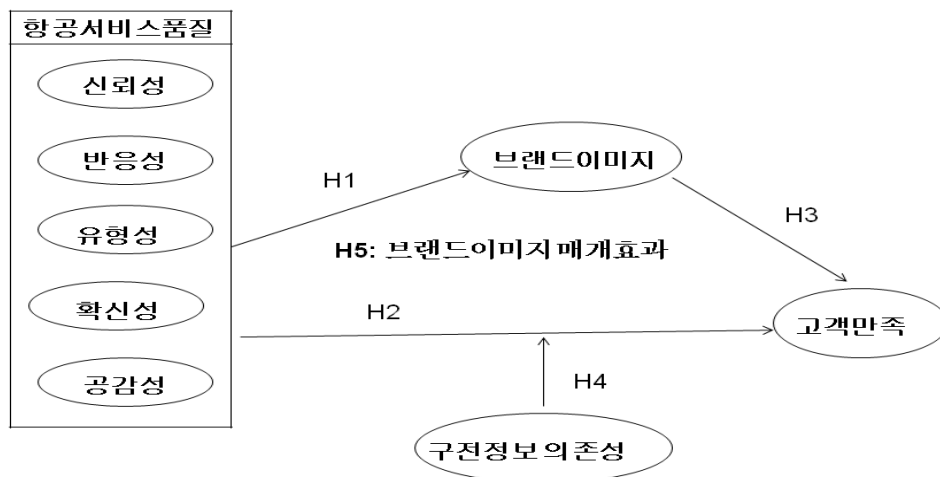 항공서비스품질
신뢰성
반응성
유형성
확신성
공감성
H1
브랜드이미지
H3
H5: 브랜드이미지 매개효과
H2
고객만족
H4
구전정보의존성